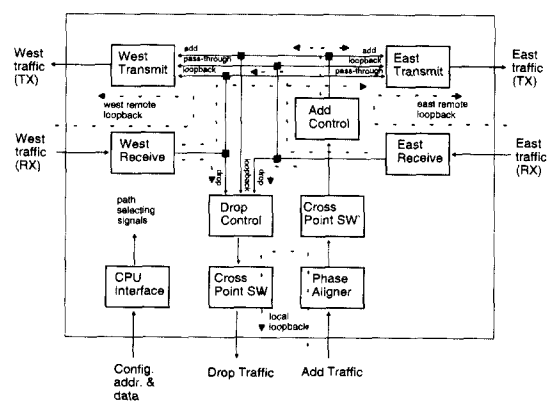 West
traffic
(TX)
West
Transmit
add
pass-through
loopback
add
loopback
pass-through
East
Transmit
East
traffic
(TX)
west remote
loopback
Add
Control
east remote
loopback
West
traffic
(RX)
West
Receive
East
Receive
East
traffic
(RX)
drop
loopback
drop
path
selecting
signals
Drop
Control
Cross
Point SW
CPU
Interface
Cross
Point SW
Phase
Aligner
local
loopback
Config.
addr. &
data
Drop Traffic
Add Traffic